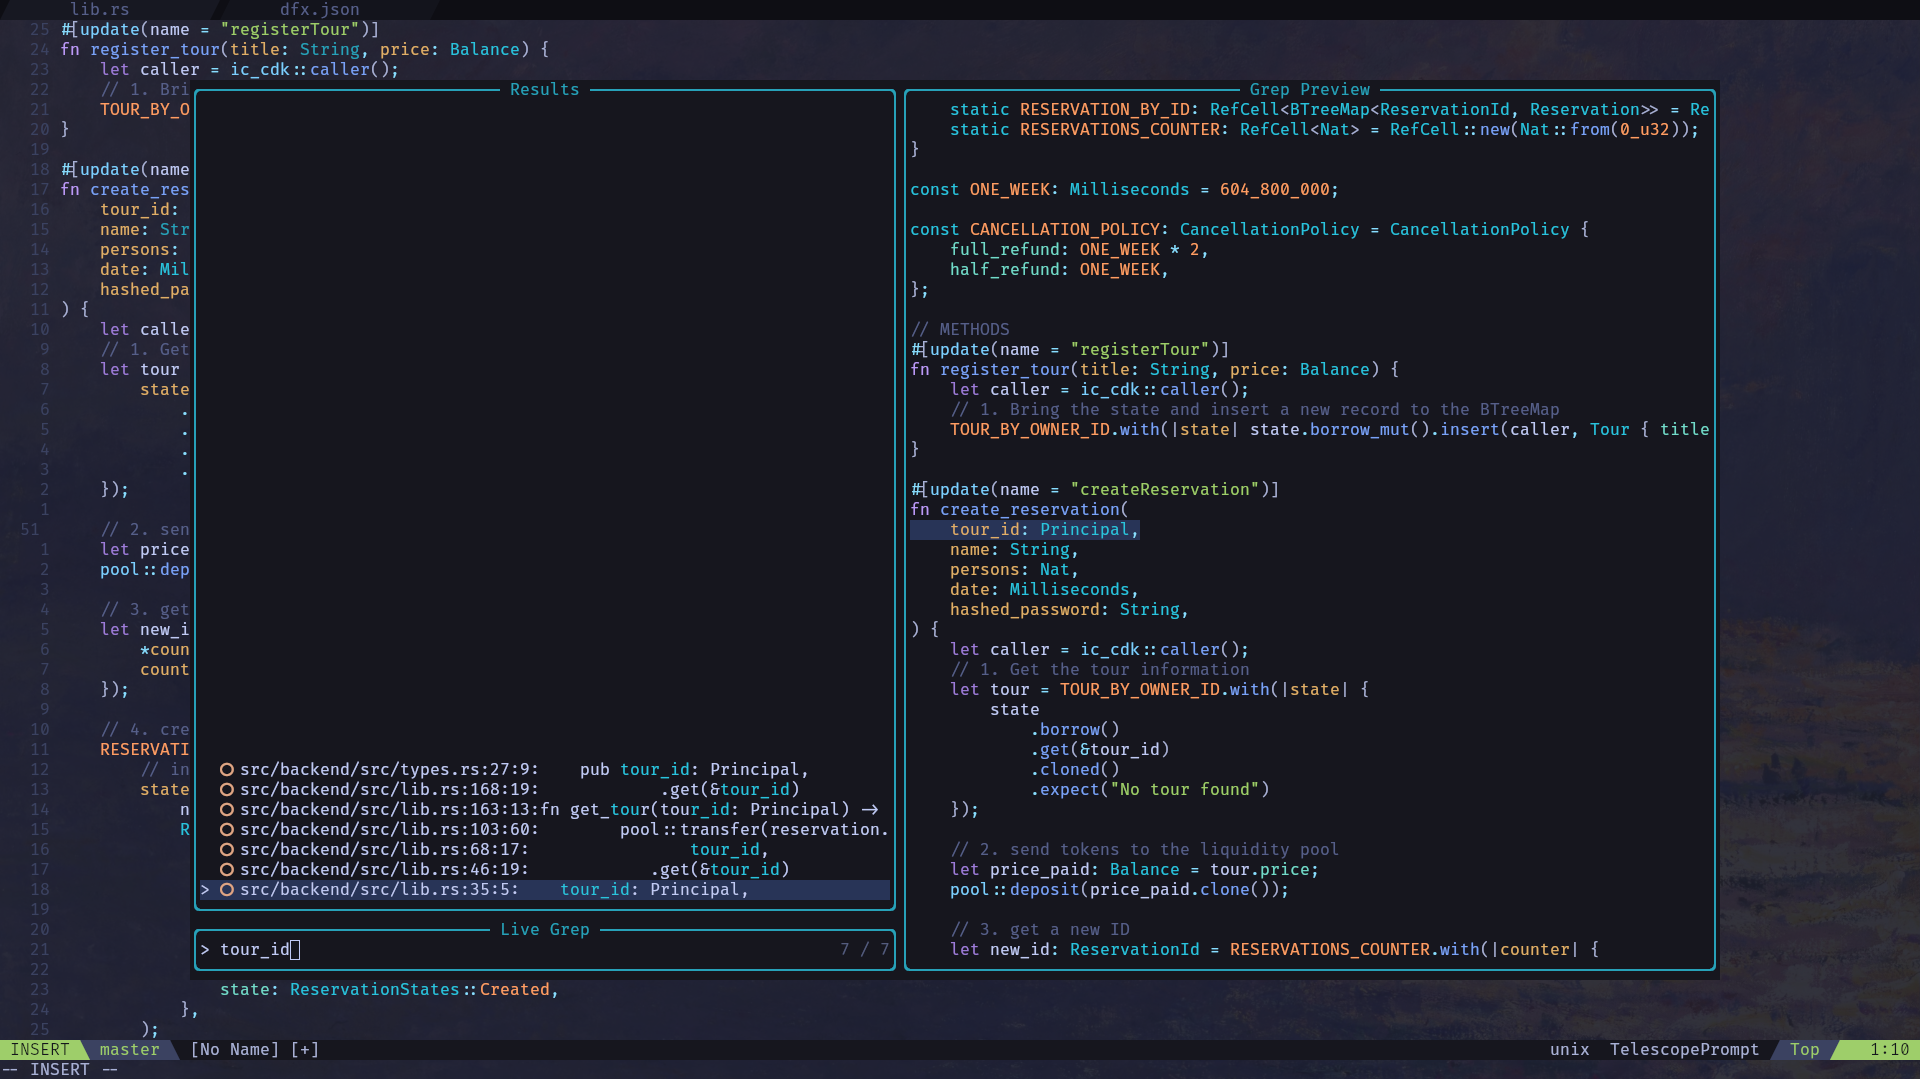 lib.rs
dfx.json
25 #[update(name = "registerTour")]
24 fn register_tour(title: String, price: Balance) {
23     let caller = ic_cdk::caller();
22     // 1. Bri
21     TOUR_BY_O
20 }
19
18 #[update(name
17 fn create_res
16     tour_id:
15     name: Str
14     persons:
13     date: Mil
12     hashed_pa
11 ) {
10     let calle
9     // 1. Get
8     let tour
7         state
6             .
5             .
4             .
3             .
2     });
1
51     // 2. sen
1     let price
2     pool::dep
3
4     // 3. get
5     let new_i
6         *coun
7         count
8     });
9
10     // 4. cre
11     RESERVATI
12         // in
13         state
14             n
15             R
16
17
18
19
20
21
22
23                 state: ReservationStates::Created,
24             },
25         );
Results
○ src/backend/src/types.rs:27:9:    pub tour_id: Principal,
○ src/backend/src/lib.rs:168:19:            .get(&tour_id)
○ src/backend/src/lib.rs:163:13:fn get_tour(tour_id: Principal) ->
○ src/backend/src/lib.rs:103:60:        pool::transfer(reservation.
○ src/backend/src/lib.rs:68:17:                tour_id,
○ src/backend/src/lib.rs:46:19:            .get(&tour_id)
> ○ src/backend/src/lib.rs:35:5:    tour_id: Principal,
Live Grep
> tour_id 7 / 7
Grep Preview
    static RESERVATION_BY_ID: RefCell<BTreeMap<ReservationId, Reservation>> = Re
    static RESERVATIONS_COUNTER: RefCell<Nat> = RefCell::new(Nat::from(0_u32));
}
const ONE_WEEK: Milliseconds = 604_800_000;
const CANCELLATION_POLICY: CancellationPolicy = CancellationPolicy {
    full_refund: ONE_WEEK * 2,
    half_refund: ONE_WEEK,
};
// METHODS
#[update(name = "registerTour")]
fn register_tour(title: String, price: Balance) {
    let caller = ic_cdk::caller();
    // 1. Bring the state and insert a new record to the BTreeMap
    TOUR_BY_OWNER_ID.with(|state| state.borrow_mut().insert(caller, Tour { title
}
#[update(name = "createReservation")]
fn create_reservation(
    tour_id: Principal,
    name: String,
    persons: Nat,
    date: Milliseconds,
    hashed_password: String,
) {
    let caller = ic_cdk::caller();
    // 1. Get the tour information
    let tour = TOUR_BY_OWNER_ID.with(|state| {
        state
            .borrow()
            .get(&tour_id)
            .cloned()
            .expect("No tour found")
    });
    // 2. send tokens to the liquidity pool
    let price_paid: Balance = tour.price;
    pool::deposit(price_paid.clone());
    // 3. get a new ID
    let new_id: ReservationId = RESERVATIONS_COUNTER.with(|counter| {
INSERT master [No Name] [+] unix TelescopePrompt Top 1:10
-- INSERT --